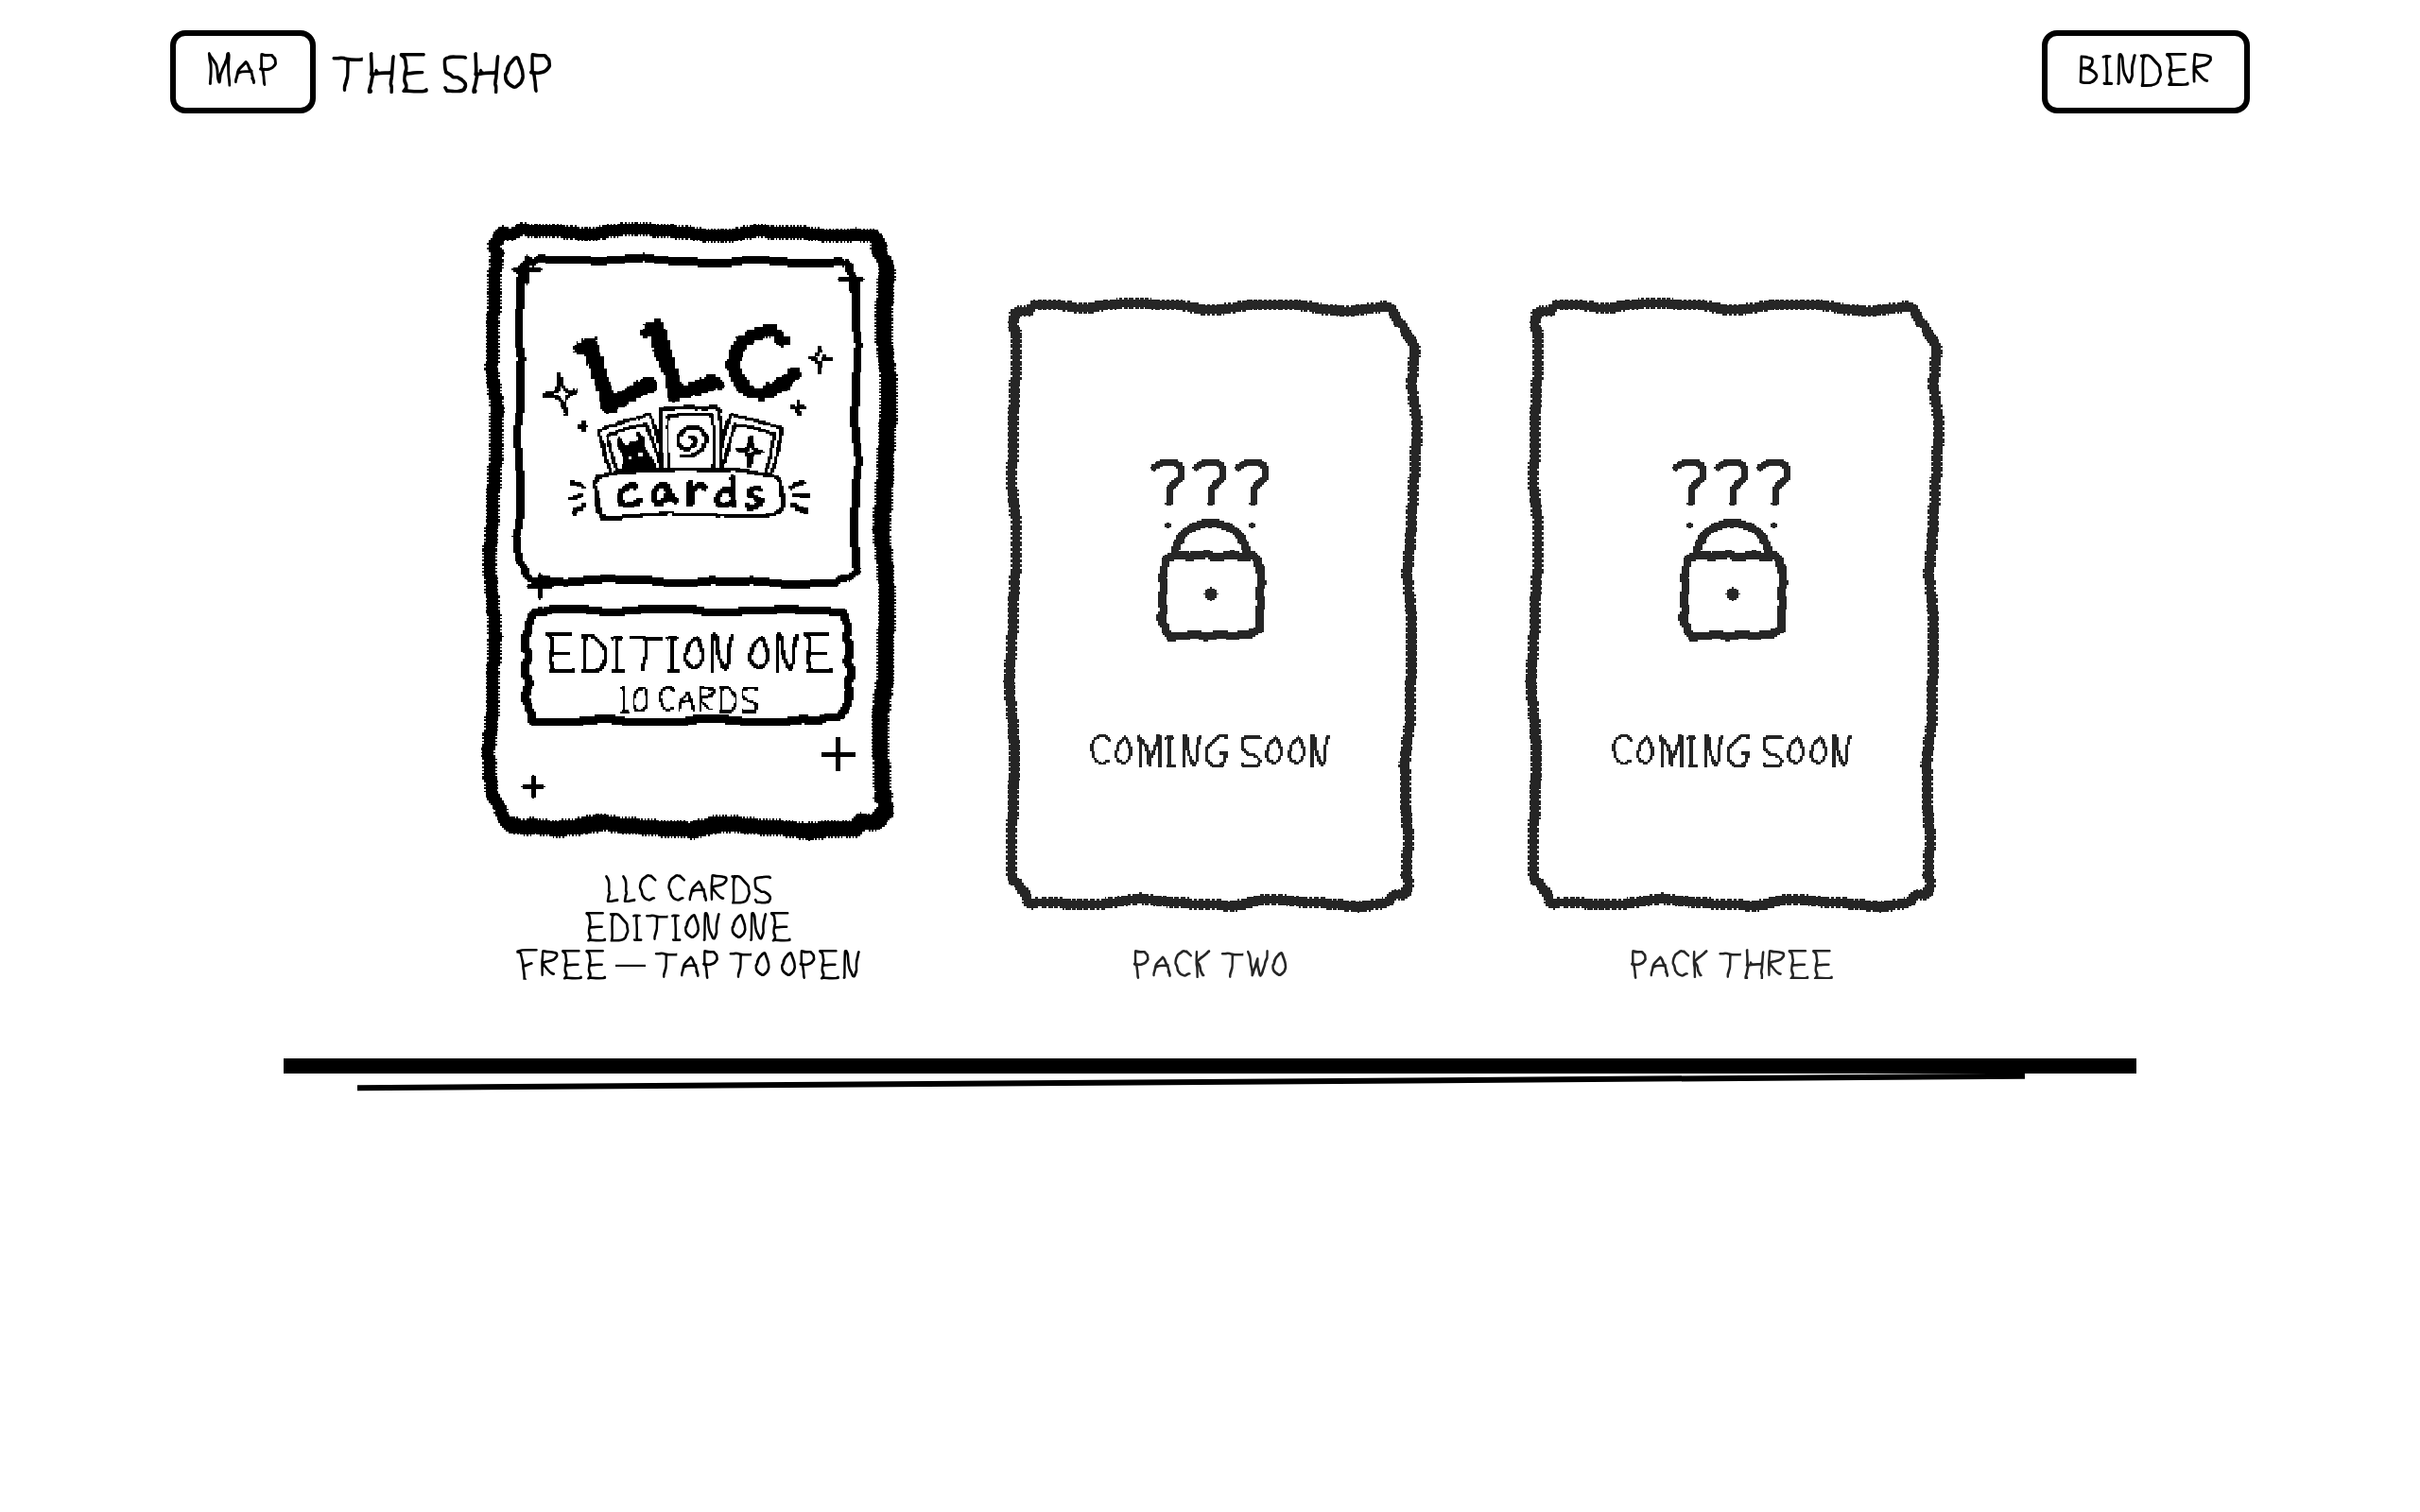 MAP
THE SHOP
BINDER
LLC
cards
EDITION ONE
10 CARDS
LLC CARDS
EDITION ONE
FREE — TAP TO OPEN
???
COMING SOON
PACK TWO
???
COMING SOON
PACK THREE